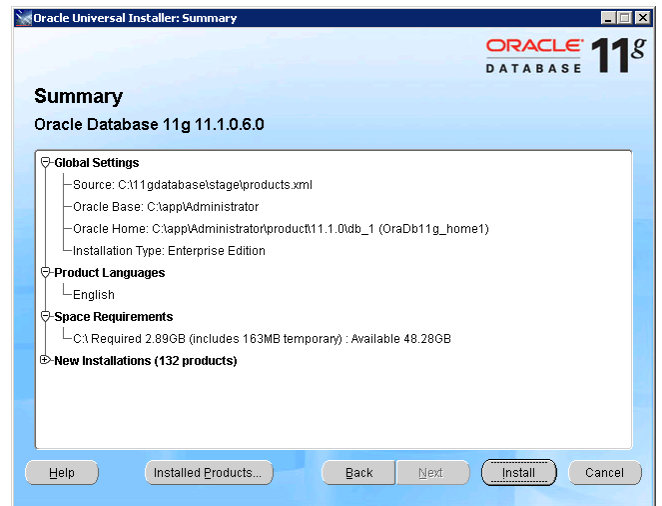 Oracle Universal Installer: Summary
ORACLE
DATABASE 11g
Summary
Oracle Database 11g 11.1.0.6.0
Global Settings
Source: C:\11gdatabase\stage\products.xml
Oracle Base: C:\app\Administrator
Oracle Home: C:\app\Administrator\product\11.1.0\db_1 (OraDb11g_home1)
Installation Type: Enterprise Edition
Product Languages
English
Space Requirements
C:\ Required 2.89GB (includes 163MB temporary) : Available 48.28GB
New Installations (132 products)
Help Installed Products... Back Next Install Cancel